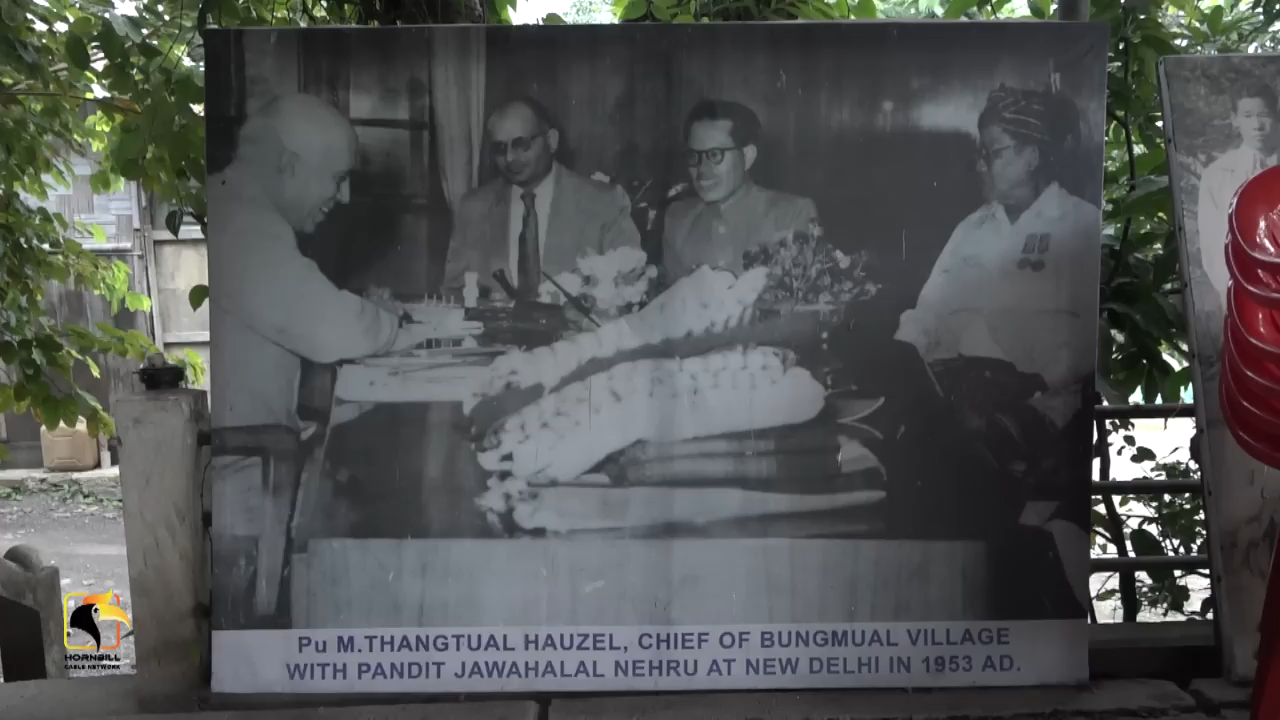 Pu M.THANGTUAL HAUZEL, CHIEF OF BUNGMUAL VILLAGE
WITH PANDIT JAWAHALAL NEHRU AT NEW DELHI IN 1953 AD.
HORNBILL
CABLE NETWORK